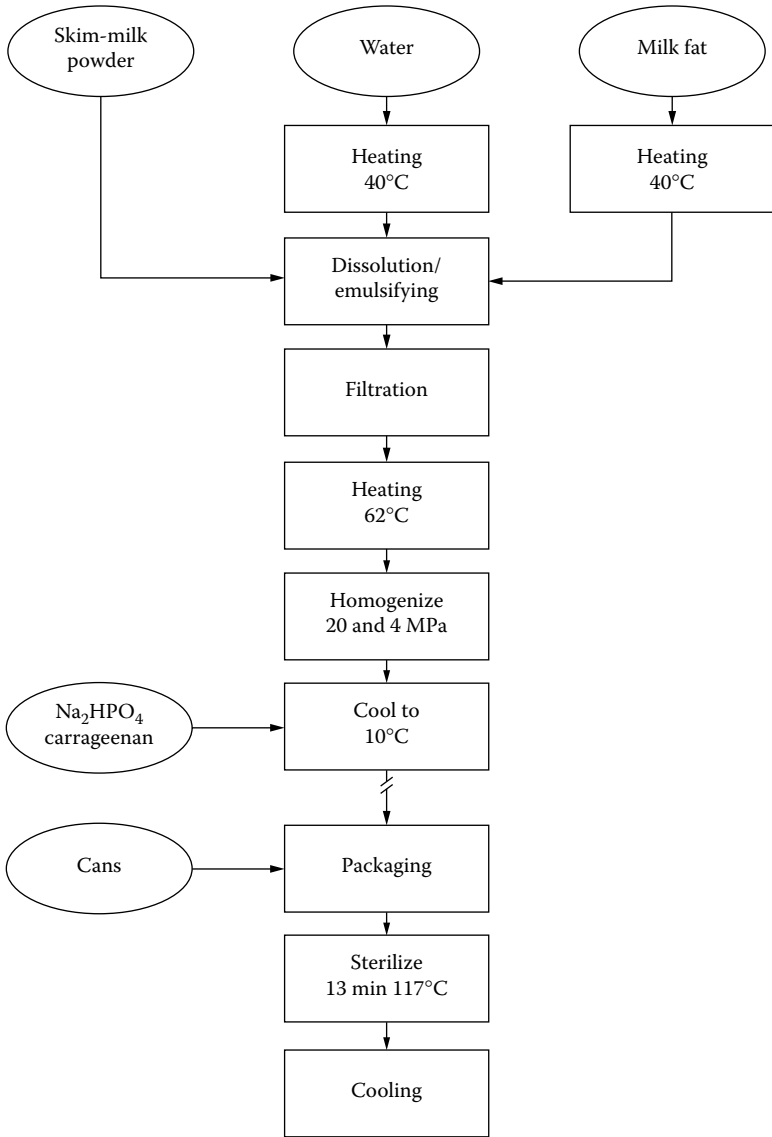 Skim-milk
powder
Water
Milk fat
Heating
40°C
Heating
40°C
Dissolution/
emulsifying
Filtration
Heating
62°C
Homogenize
20 and 4 MPa
Na₂HPO₄
carrageenan
Cool to
10°C
Cans
Packaging
Sterilize
13 min 117°C
Cooling